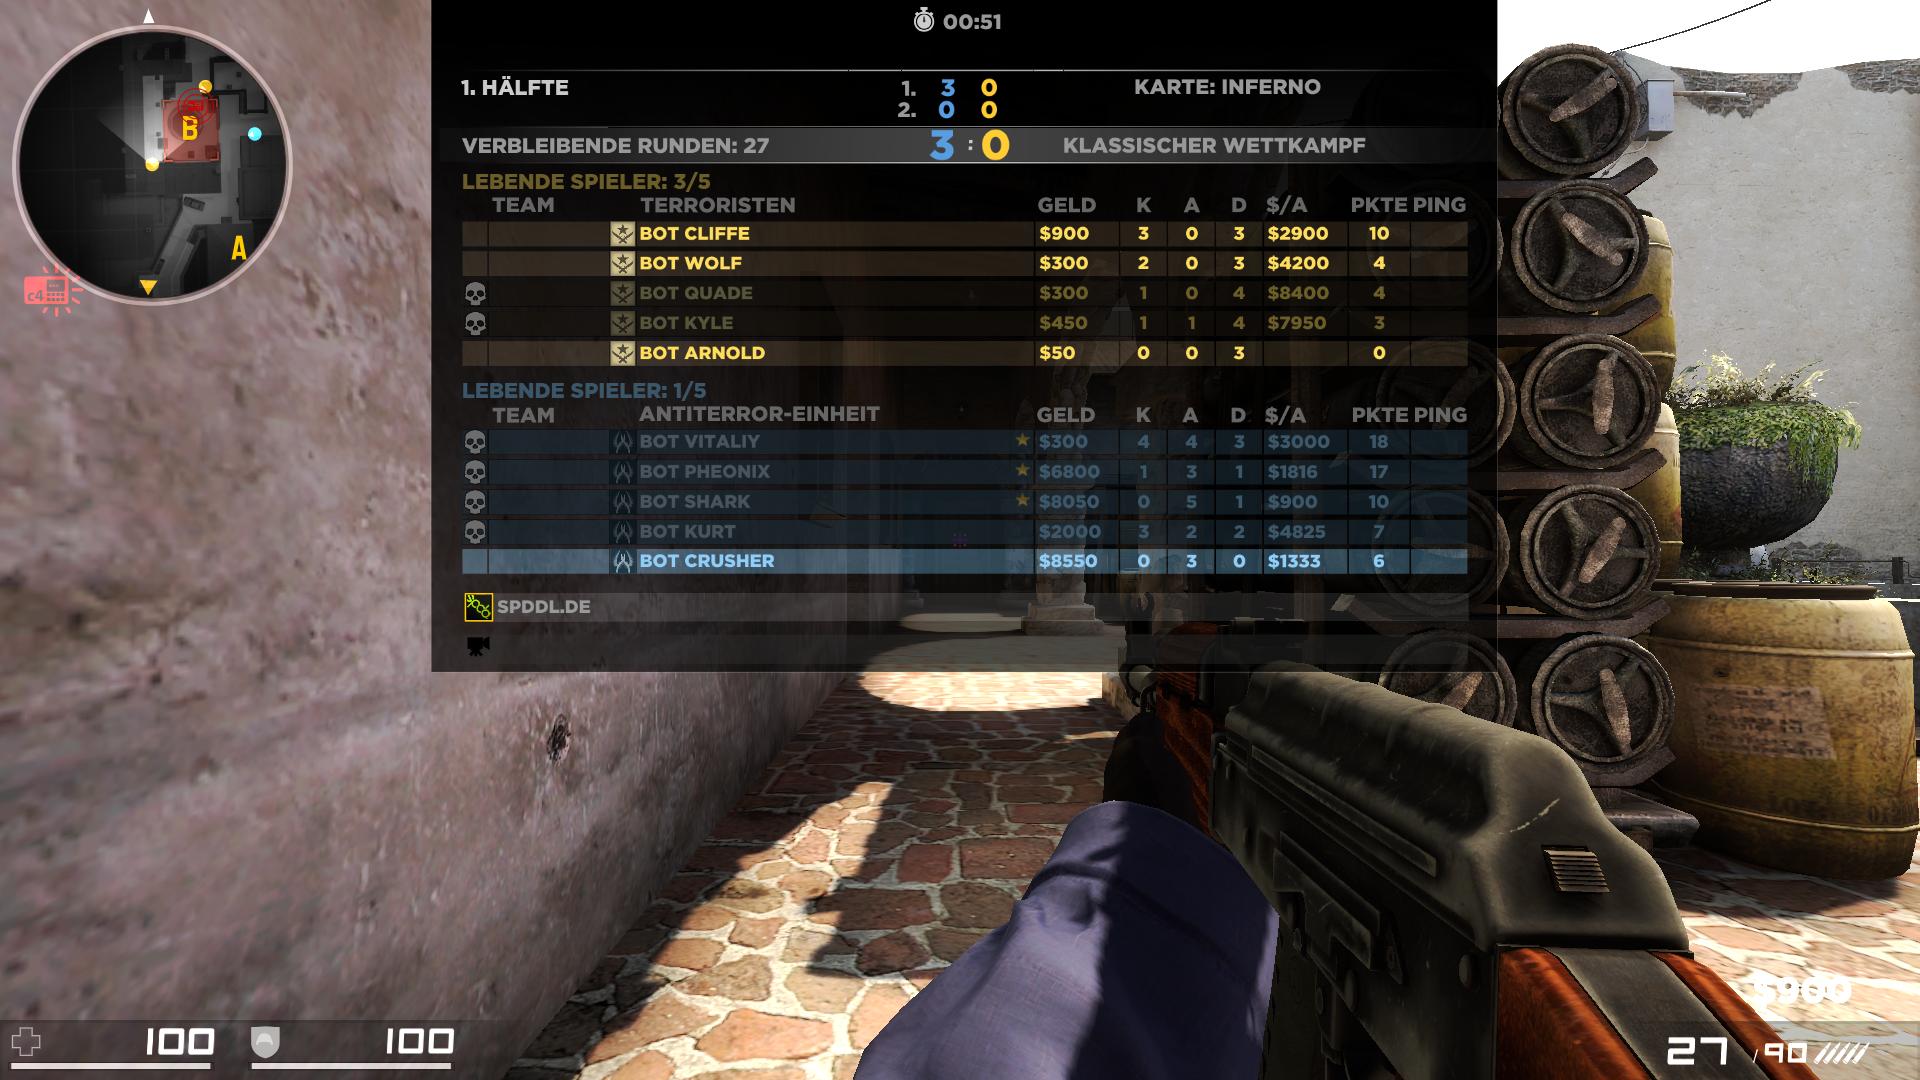 00:51
1. HÄLFTE 1. 3 0 KARTE: INFERNO
2. 0 0
VERBLEIBENDE RUNDEN: 27 3 : 0 KLASSISCHER WETTKAMPF
LEBENDE SPIELER: 3/5
TEAM TERRORISTEN GELD K A D $/A PKTE PING
BOT CLIFFE $900 3 0 3 $2900 10
BOT WOLF $300 2 0 3 $4200 4
BOT QUADE $300 1 0 4 $8400 4
BOT KYLE $450 1 1 4 $7950 3
BOT ARNOLD $50 0 0 3 0
LEBENDE SPIELER: 1/5
TEAM ANTITERROR-EINHEIT GELD K A D $/A PKTE PING
BOT VITALIY $300 4 4 3 $3000 18
BOT PHEONIX $6800 1 3 1 $1816 17
BOT SHARK $8050 0 5 1 $900 10
BOT KURT $2000 3 2 2 $4825 7
BOT CRUSHER $8550 0 3 0 $1333 6
SPDDL.DE
B
A
c4
$900
100 100 27 / 90